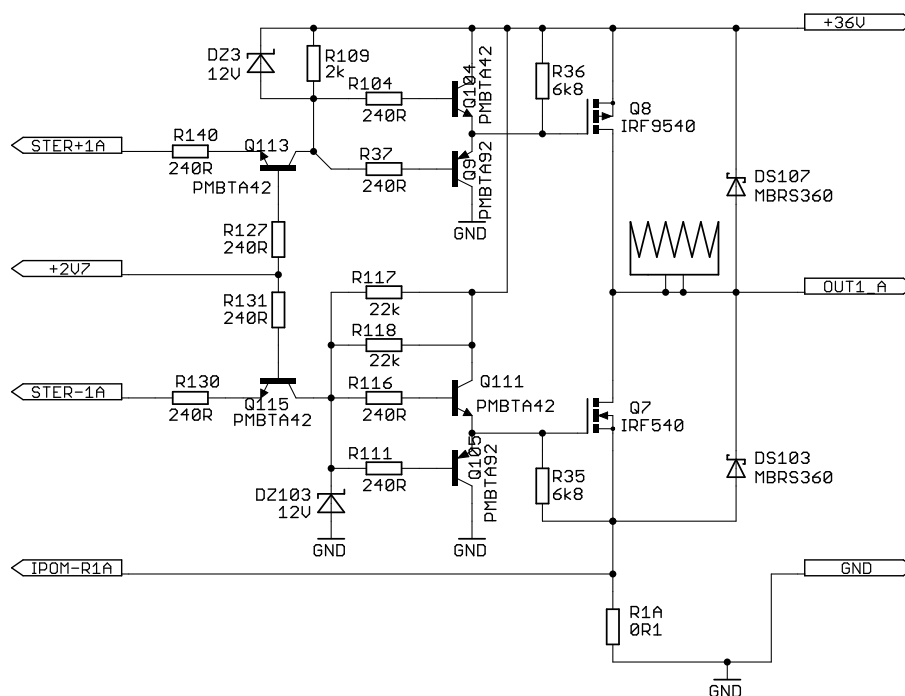 +36V
DZ3
12V
R109
2k
R104
240R
Q104
PMBTA42
R36
6k8
Q8
IRF9540
STER+1A
R140
240R
Q113
PMBTA42
R37
240R
Q9
PMBTA92
GND
DS107
MBRS360
R127
240R
+2V7
R131
240R
R117
22k
OUT1_A
R118
22k
STER-1A
R130
240R
Q115
PMBTA42
R116
240R
Q111
PMBTA42
Q7
IRF540
R111
240R
Q105
PMBTA92
DZ103
12V
R35
6k8
DS103
MBRS360
GND
GND
IPOM-R1A
GND
R1A
0R1
GND